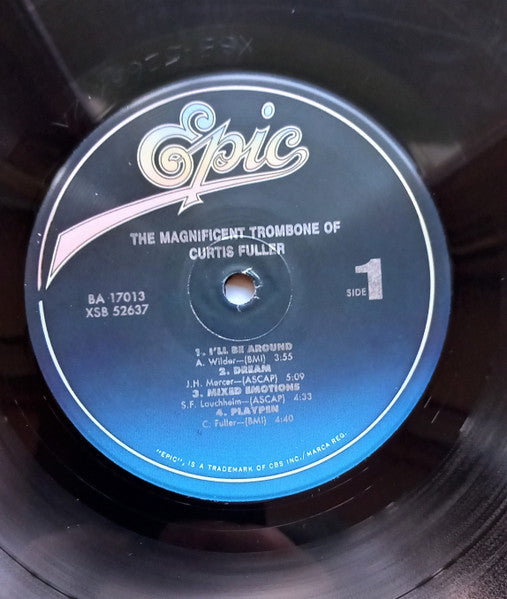 Epic
THE MAGNIFICENT TROMBONE OF
CURTIS FULLER
BA 17013
XSB 52637
SIDE 1
1. I'LL BE AROUND
A. Wilder—(BMI) 3:55
2. DREAM
J.H. Mercer—(ASCAP) 5:09
3. MIXED EMOTIONS
S.F. Louchheim—(ASCAP) 4:33
4. PLAYPEN
C. Fuller—(BMI) 4:40
"EPIC", IS A TRADEMARK OF CBS INC./MARCA REG.